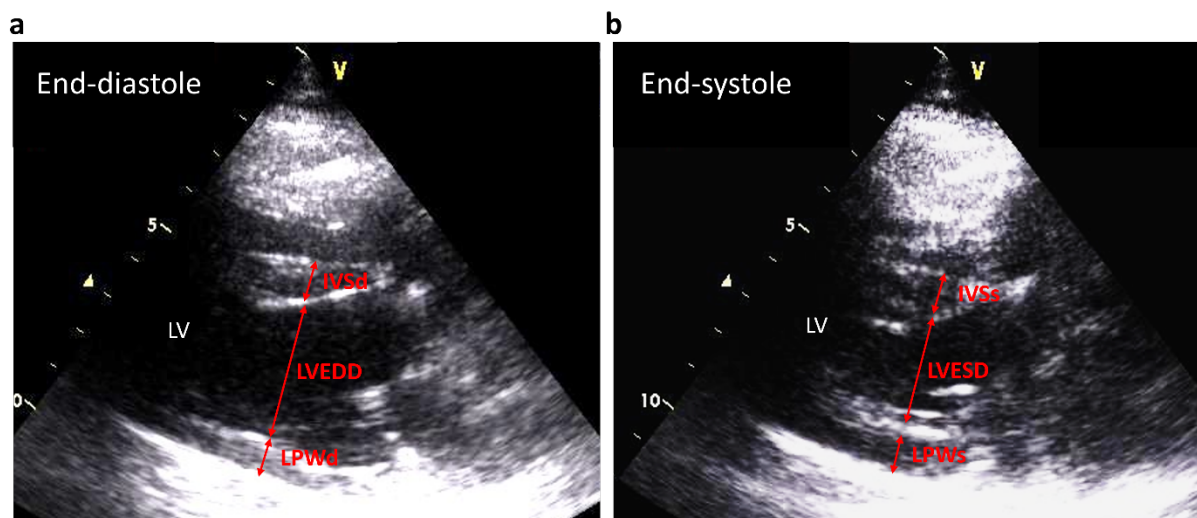 a
End-diastole
V
5
IVSd
LV
LVEDD
0
LPWd
b
End-systole
V
5
IVSs
LV
LVESD
10
LPWs